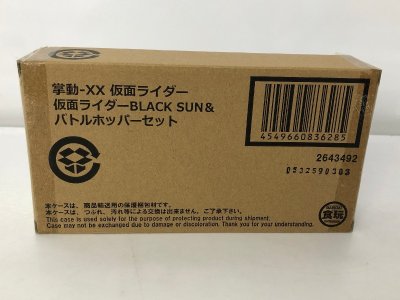 掌動-XX 仮面ライダー
仮面ライダーBLACK SUN&
バトルホッパーセット
4549660836285
2643492
0532590303
本ケースは、商品輸送用の保護梱包材です。
本ケースに、つぶれ、汚れ等による交換は出来ません。ご了承下さい。
This case is used solely for the purpose of protecting product during shipment.
Case may not be exchanged due to damage or discoloration. Thank you for your understanding.
食玩